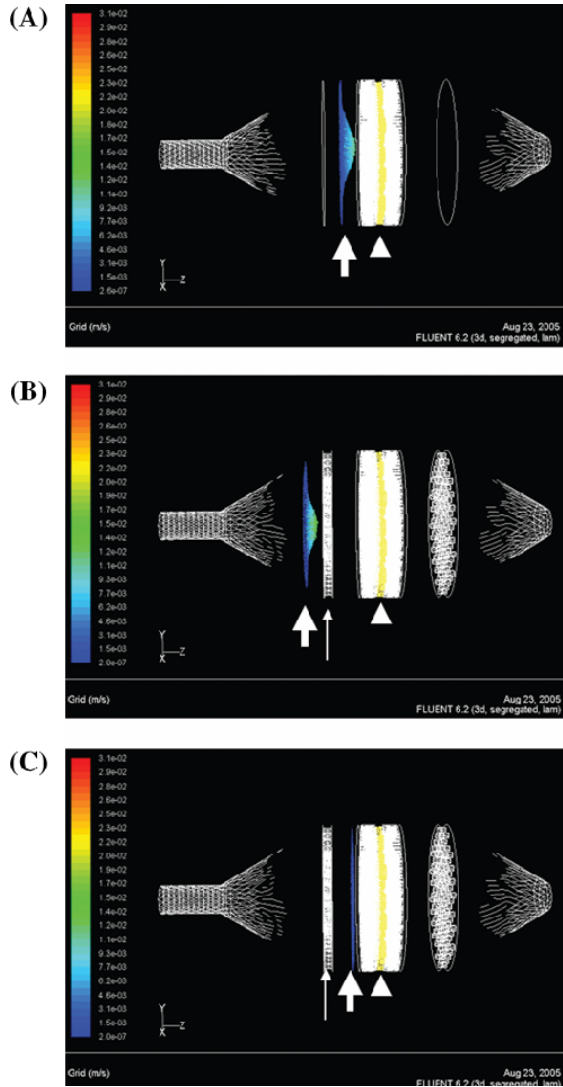 (A)
3.1e-02
2.9e-02
2.6e-02
2.5e-02
2.3e-02
2.2e-02
2.0e-02
1.9e-02
1.7e-02
1.5e-02
1.4e-02
1.2e-02
1.1e-02
9.2e-03
7.7e-03
6.2e-03
4.6e-03
3.1e-03
1.5e-03
2.6e-07
Y
X
Z
Grid (m/s)
Aug 23, 2005
FLUENT 6.2 (3d, segregated, lam)
(B)
3.1e-02
2.9e-02
2.6e-02
2.5e-02
2.3e-02
2.2e-02
2.0e-02
1.9e-02
1.7e-02
1.5e-02
1.4e-02
1.2e-02
1.1e-02
9.3e-03
7.7e-03
6.2e-03
4.6e-03
3.1e-03
1.5e-03
2.0e-07
Y
X
Z
Grid (m/s)
Aug 23, 2005
FLUENT 6.2 (3d, segregated, lam)
(C)
3.1e-02
2.9e-02
2.6e-02
2.5e-02
2.3e-02
2.2e-02
2.0e-02
1.9e-02
1.7e-02
1.5e-02
1.4e-02
1.2e-02
1.1e-02
9.3e-03
7.7e-03
6.2e-03
4.6e-03
3.1e-03
1.5e-03
2.0e-07
Y
X
Z
Grid (m/s)
Aug 23, 2005
FLUENT 6.2 (3d, segregated, lam)